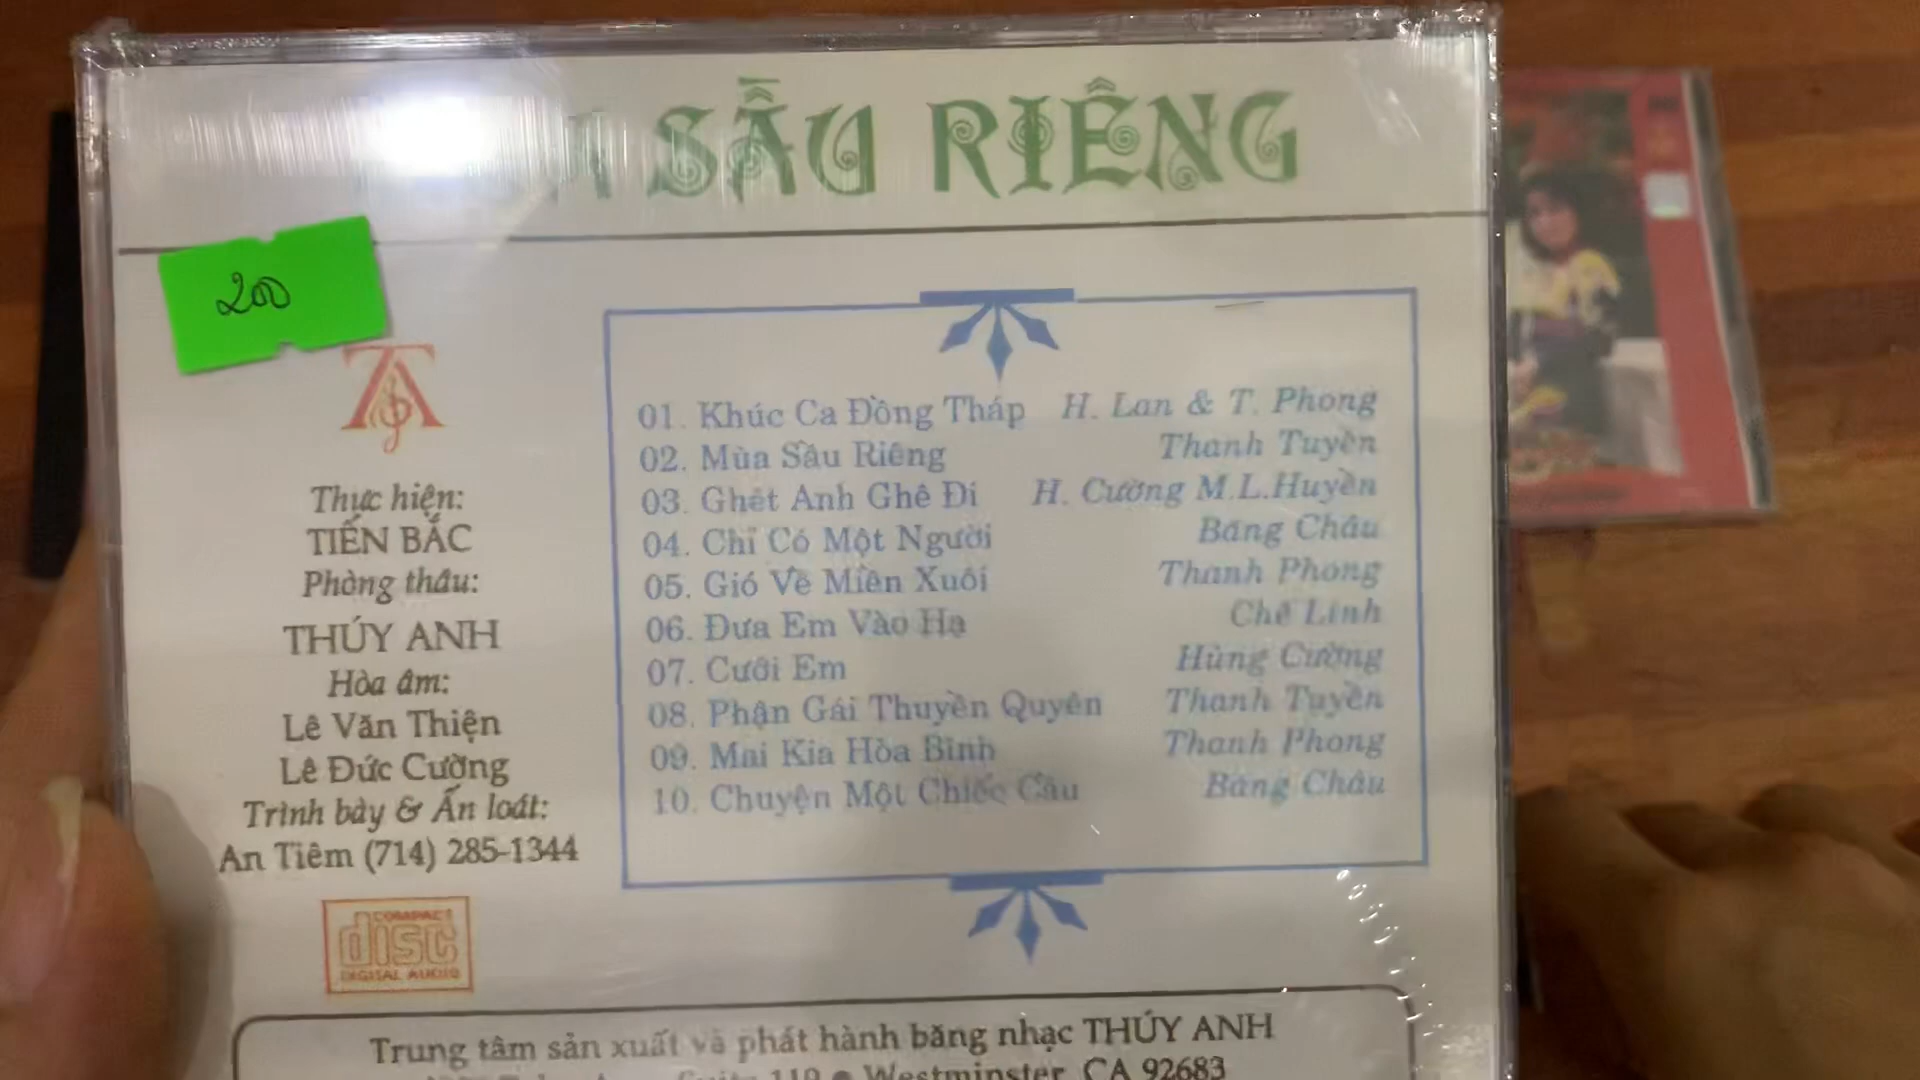 SẦU RIÊNG
200
TA
Thực hiện:
TIẾN BẮC
Phòng thâu:
THÚY ANH
Hòa âm:
Lê Văn Thiện
Lê Đức Cường
Trình bày & Ấn loát:
An Tiêm (714) 285-1344
COMPACT
disc
DIGITAL AUDIO
01. Khúc Ca Đồng Tháp H. Lan & T. Phong
02. Mùa Sầu Riêng Thanh Tuyền
03. Ghét Anh Ghê Đi H. Cường M.L.Huyền
04. Chỉ Có Một Người Băng Châu
05. Gió Về Miền Xuôi Thanh Phong
06. Đưa Em Vào Hạ Chế Linh
07. Cưới Em Hùng Cường
08. Phận Gái Thuyền Quyên Thanh Tuyền
09. Mai Kia Hòa Bình Thanh Phong
10. Chuyện Một Chiếc Cầu Băng Châu
Trung tâm sản xuất và phát hành băng nhạc THÚY ANH
Westminster, CA 92683